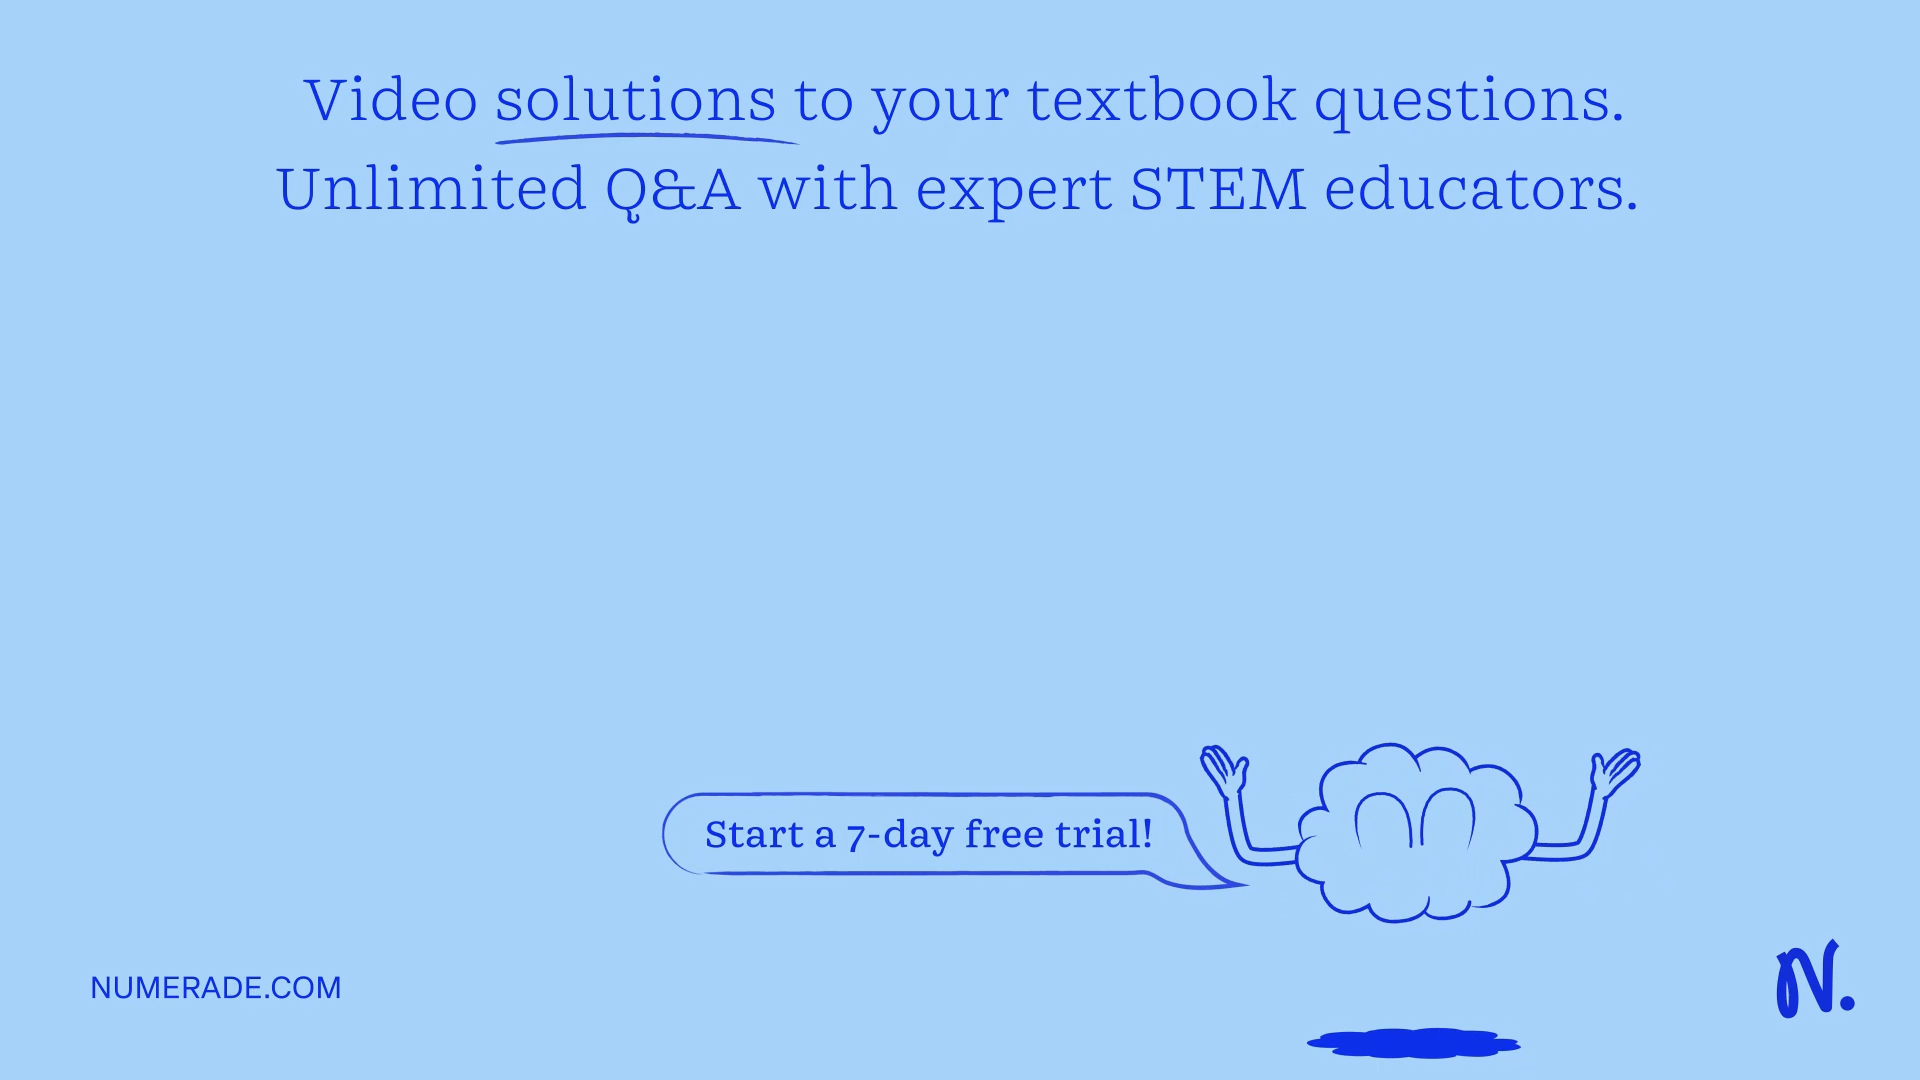 Video solutions to your textbook questions.
Unlimited Q&A with expert STEM educators.
Start a 7-day free trial!
NUMERADE.COM
N.